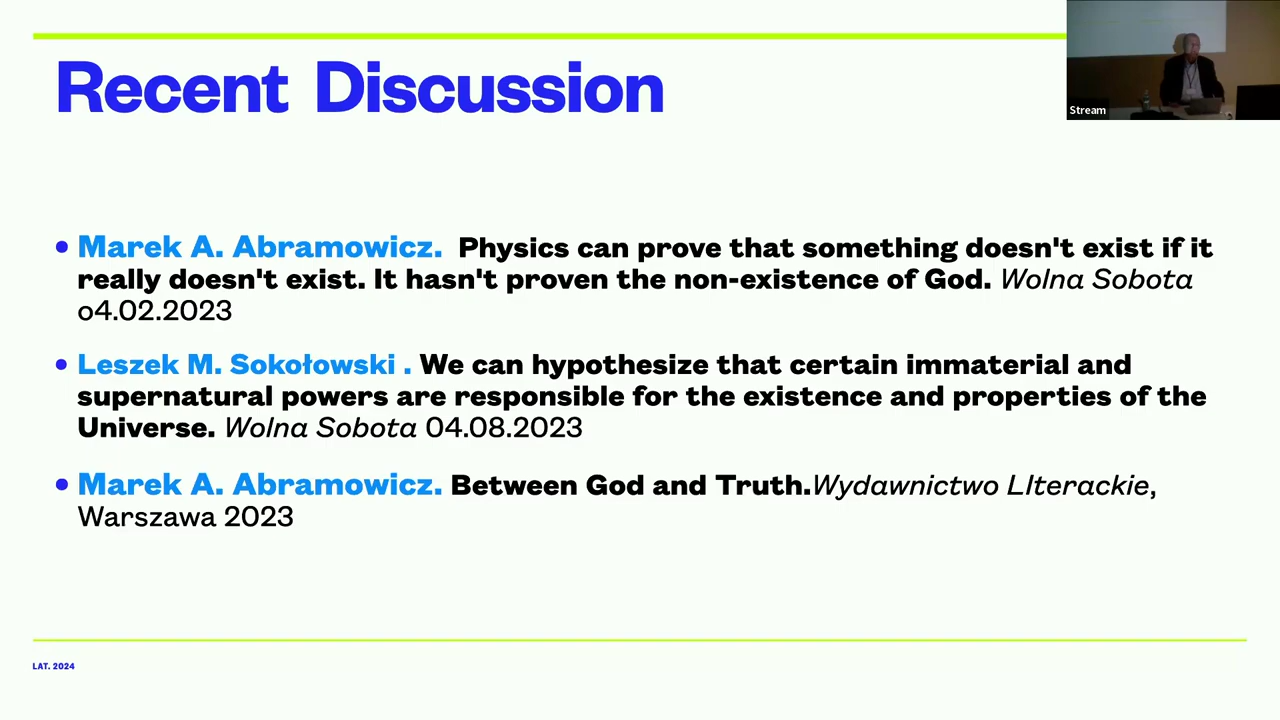 Recent Discussion
Stream
• Marek A. Abramowicz. Physics can prove that something doesn't exist if it
really doesn't exist. It hasn't proven the non-existence of God. Wolna Sobota
o4.02.2023
• Leszek M. Sokołowski . We can hypothesize that certain immaterial and
supernatural powers are responsible for the existence and properties of the
Universe. Wolna Sobota 04.08.2023
• Marek A. Abramowicz. Between God and Truth.Wydawnictwo LIterackie,
Warszawa 2023
LAT. 2024